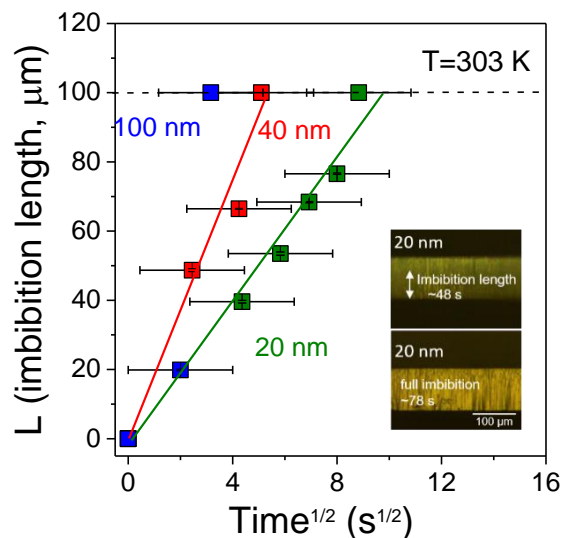 120
100
80
60
40
20
0
L (imbibition length, μm)
T=303 K
100 nm
40 nm
20 nm
20 nm
Imbibition length
~48 s
20 nm
full imbibition
~78 s
100 μm
0
4
8
12
16
Time1/2 (s1/2)